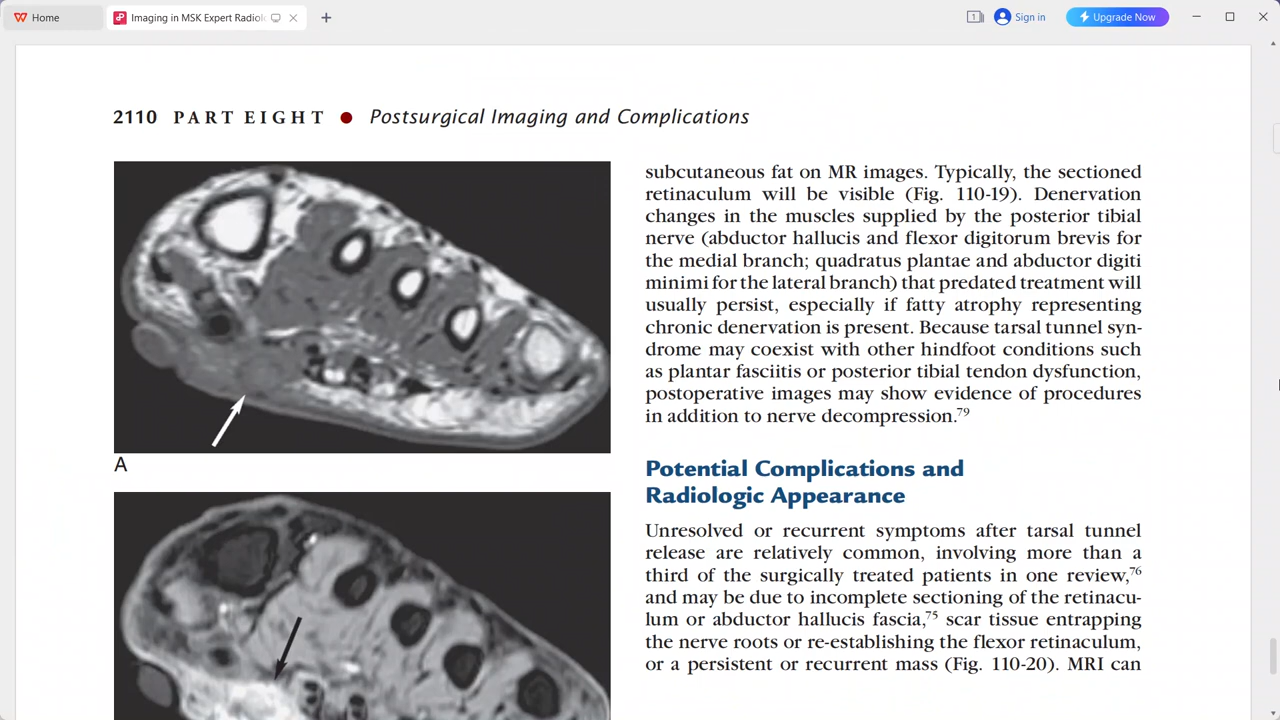 Home
Imaging in MSK Expert Radiol
1
Sign in
Upgrade Now
2110 PART EIGHT ● Postsurgical Imaging and Complications
A
subcutaneous fat on MR images. Typically, the sectioned
retinaculum will be visible (Fig. 110-19). Denervation
changes in the muscles supplied by the posterior tibial
nerve (abductor hallucis and flexor digitorum brevis for
the medial branch; quadratus plantae and abductor digiti
minimi for the lateral branch) that predated treatment will
usually persist, especially if fatty atrophy representing
chronic denervation is present. Because tarsal tunnel syn-
drome may coexist with other hindfoot conditions such
as plantar fasciitis or posterior tibial tendon dysfunction,
postoperative images may show evidence of procedures
in addition to nerve decompression.79
Potential Complications and
Radiologic Appearance
Unresolved or recurrent symptoms after tarsal tunnel
release are relatively common, involving more than a
third of the surgically treated patients in one review,76
and may be due to incomplete sectioning of the retinacu-
lum or abductor hallucis fascia,75 scar tissue entrapping
the nerve roots or re-establishing the flexor retinaculum,
or a persistent or recurrent mass (Fig. 110-20). MRI can